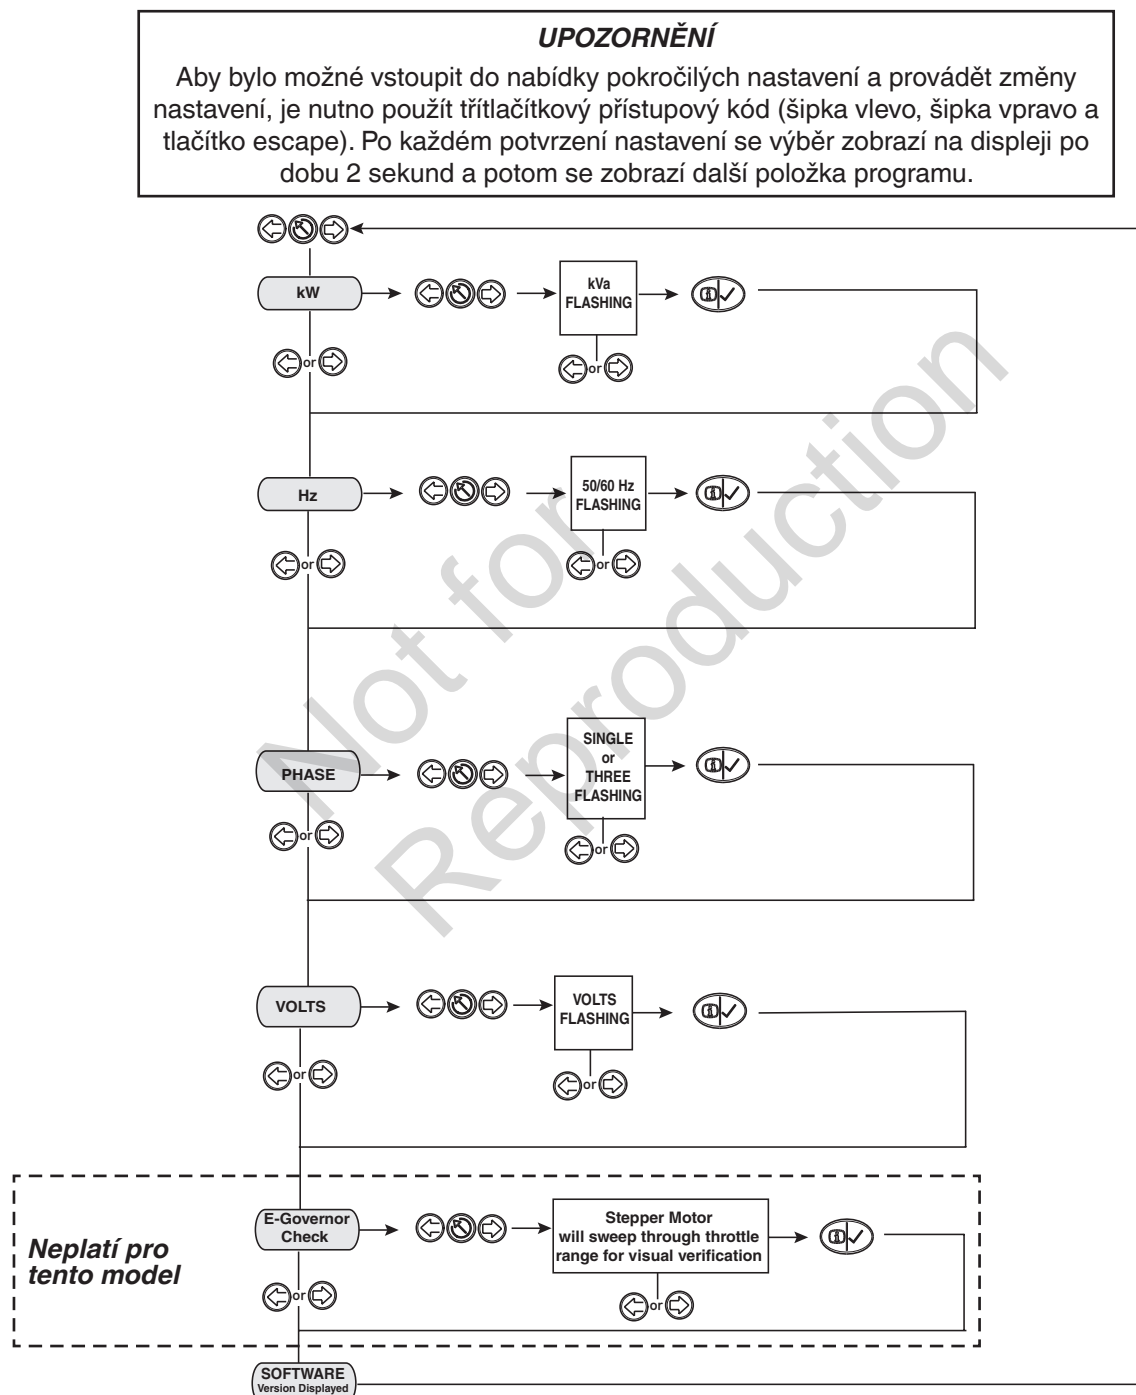 UPOZORNĚNÍ
Aby bylo možné vstoupit do nabídky pokročilých nastavení a provádět změny
nastavení, je nutno použít třítlačítkový přístupový kód (šipka vlevo, šipka vpravo a
tlačítko escape). Po každém potvrzení nastavení se výběr zobrazí na displeji po
dobu 2 sekund a potom se zobrazí další položka programu.
kW
kVa
FLASHING
or
or
Hz
50/60 Hz
FLASHING
or
or
PHASE
SINGLE
or
THREE
FLASHING
or
or
VOLTS
VOLTS
FLASHING
or
or
Neplatí pro
tento model
E-Governor
Check
Stepper Motor
will sweep through throttle
range for visual verification
or
or
SOFTWARE
Version Displayed
Not for
Reproduction